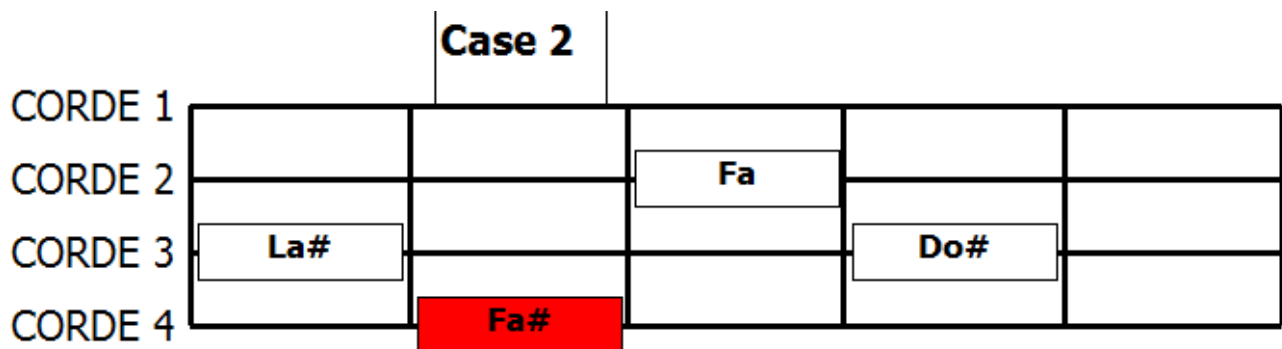 Case 2
CORDE 1
CORDE 2 Fa
CORDE 3 La# Do#
CORDE 4 Fa#